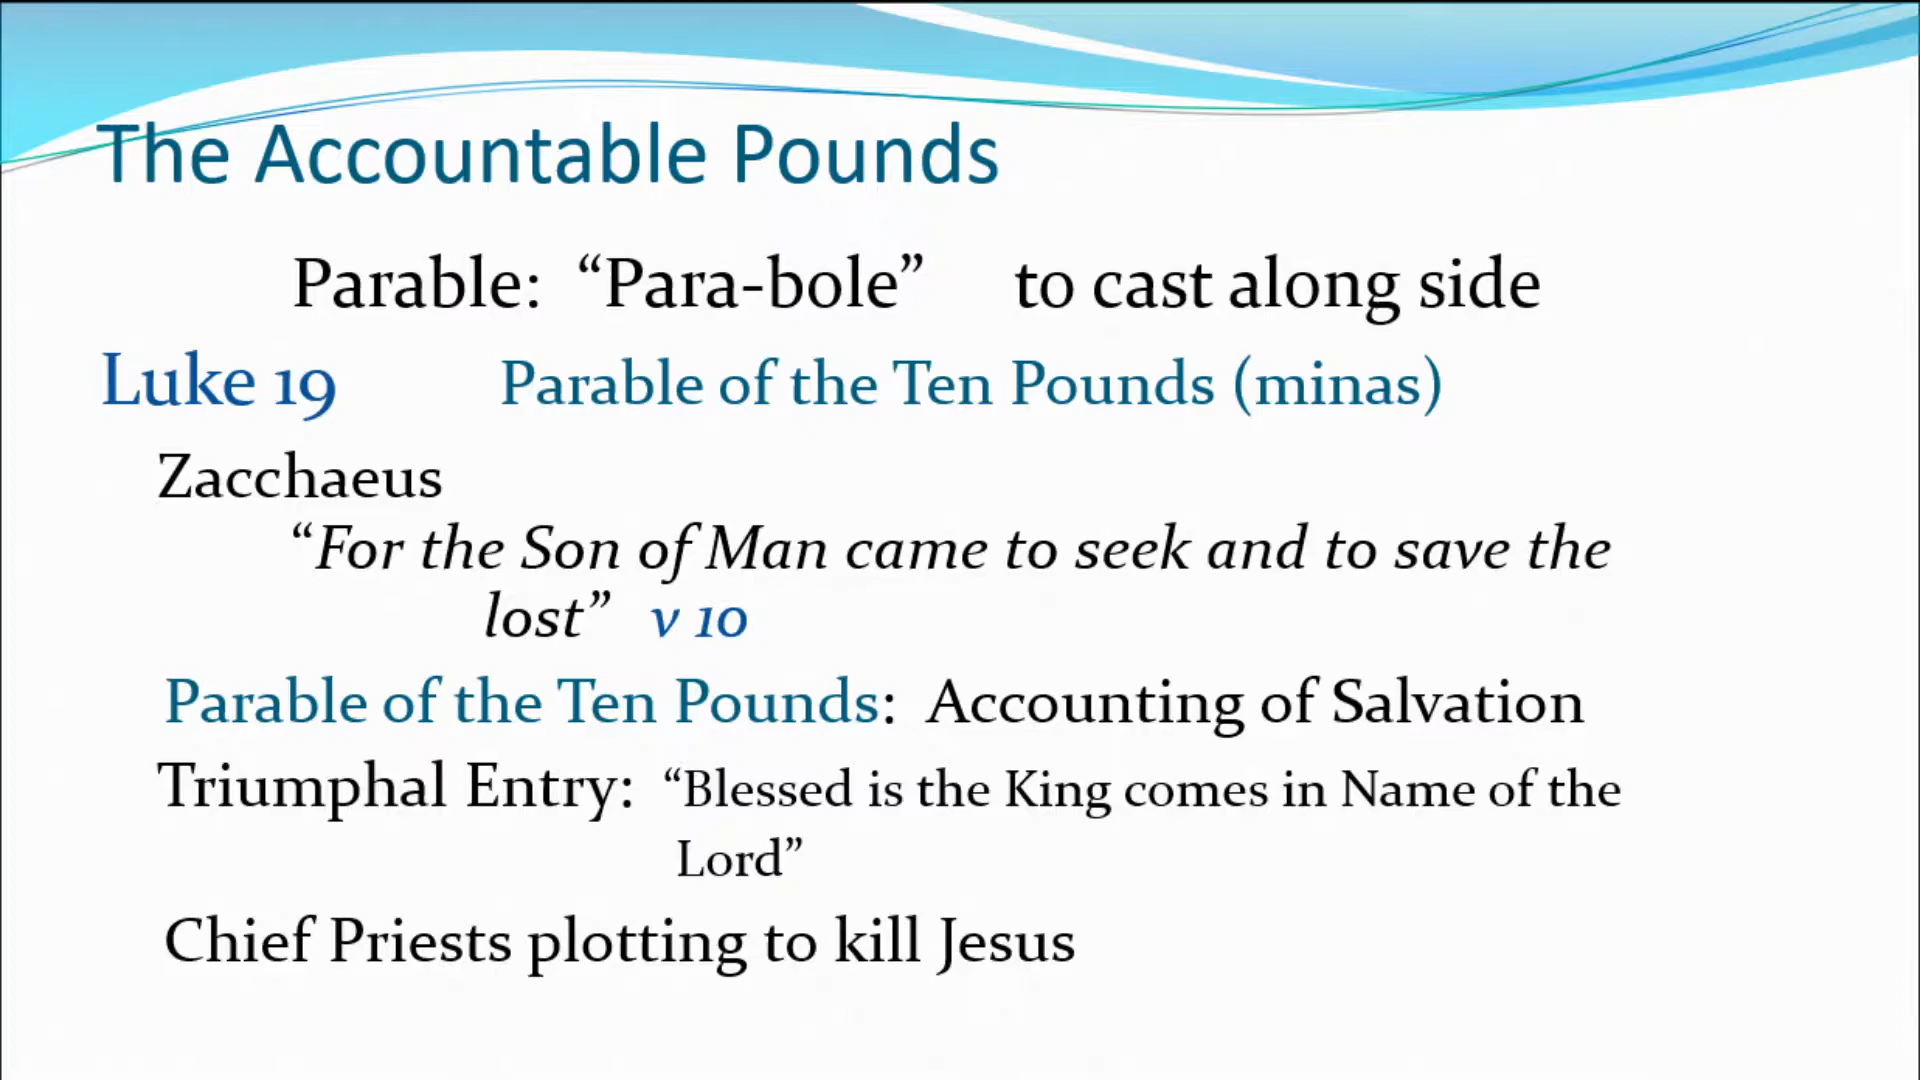 The Accountable Pounds
Parable: “Para-bole” to cast along side
Luke 19 Parable of the Ten Pounds (minas)
Zacchaeus
“For the Son of Man came to seek and to save the
lost” v 10
Parable of the Ten Pounds: Accounting of Salvation
Triumphal Entry: “Blessed is the King comes in Name of the
Lord”
Chief Priests plotting to kill Jesus